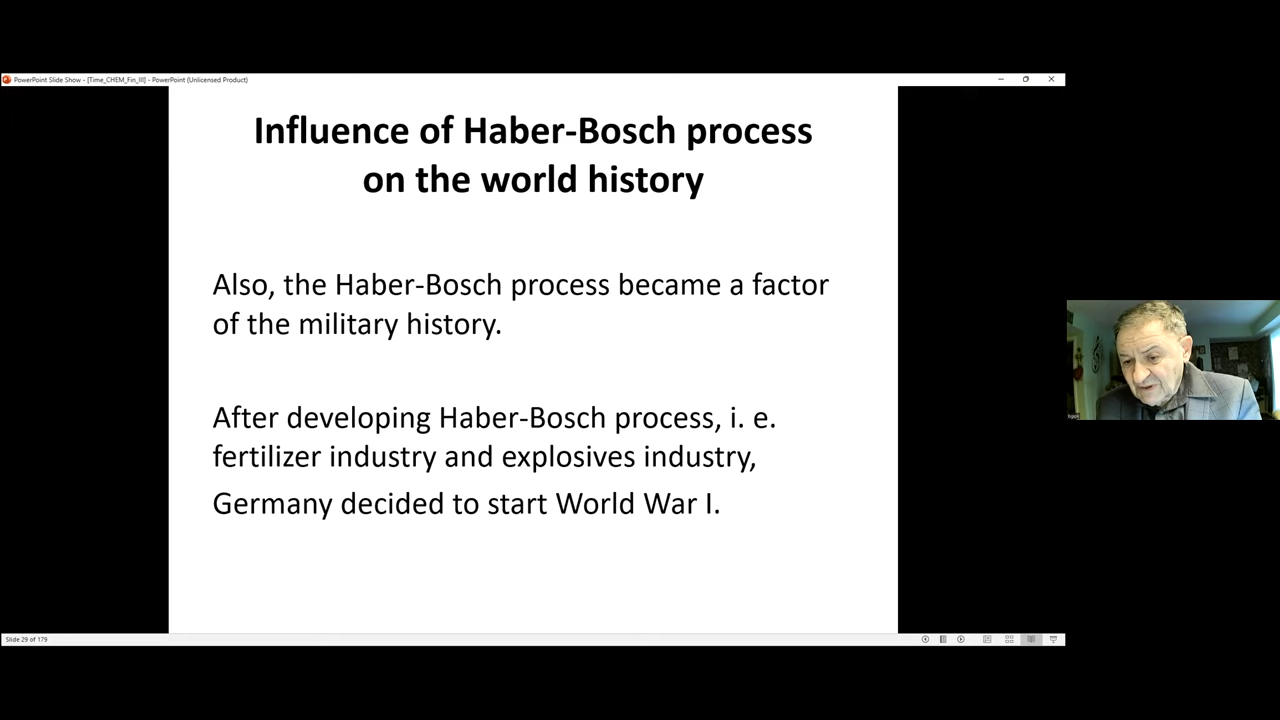 PowerPoint Slide Show - [Time_CHEM_Fin_III] - PowerPoint (Unlicensed Product)
Influence of Haber-Bosch process
on the world history
Also, the Haber-Bosch process became a factor
of the military history.
After developing Haber-Bosch process, i. e.
fertilizer industry and explosives industry,
Germany decided to start World War I.
Slide 29 of 179